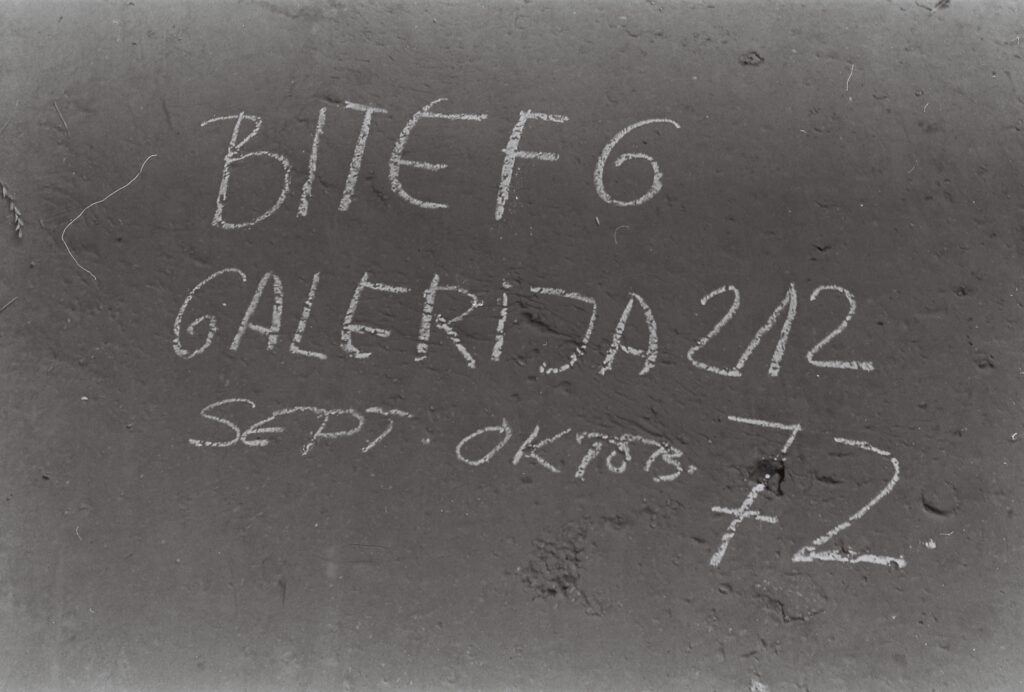 BITEF 6
GALERIJA 212
SEPT. OKTOB. 72.